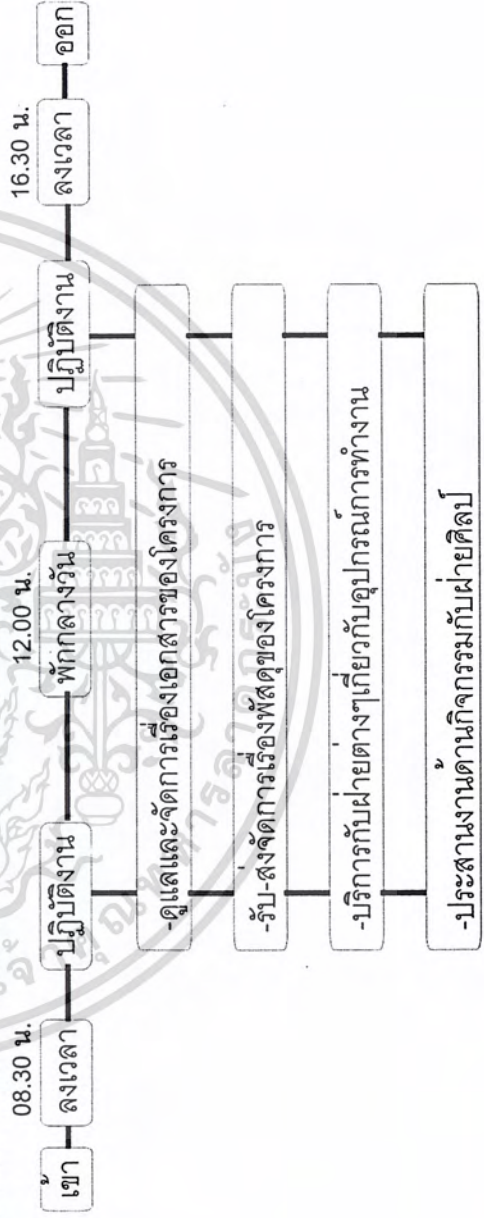 08.30 น.
12.00 น.
16.30 น.
เข้า
ลงเวลา
ปฏิบัติงาน
พักกลางวัน
ปฏิบัติงาน
ลงเวลา
ออก
-ดูแลและจัดการเรื่องเอกสารของโครงการ
-รับ-ส่งจัดการเรื่องพัสดุของโครงการ
-บริการกับฝ่ายต่างๆเกี่ยวกับอุปกรณ์การทำงาน
-ประสานงานด้านกิจกรรมกับฝ่ายศิลป์